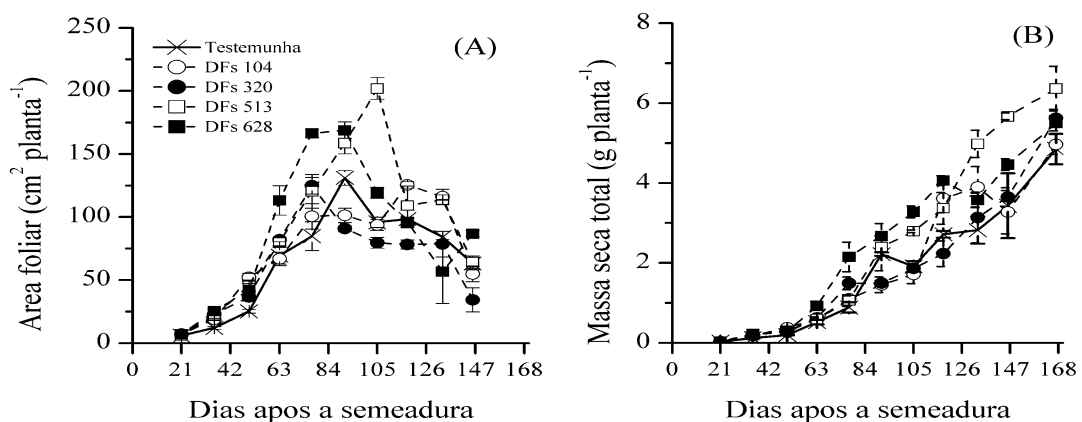 250
200
150
100
50
0
Area foliar (cm² planta⁻¹)
(A)
Testemunha
DFs 104
DFs 320
DFs 513
DFs 628
0 21 42 63 84 105 126 147 168
Dias apos a semeadura
8
6
4
2
0
Massa seca total (g planta⁻¹)
(B)
0 21 42 63 84 105 126 147 168
Dias apos a semeadura